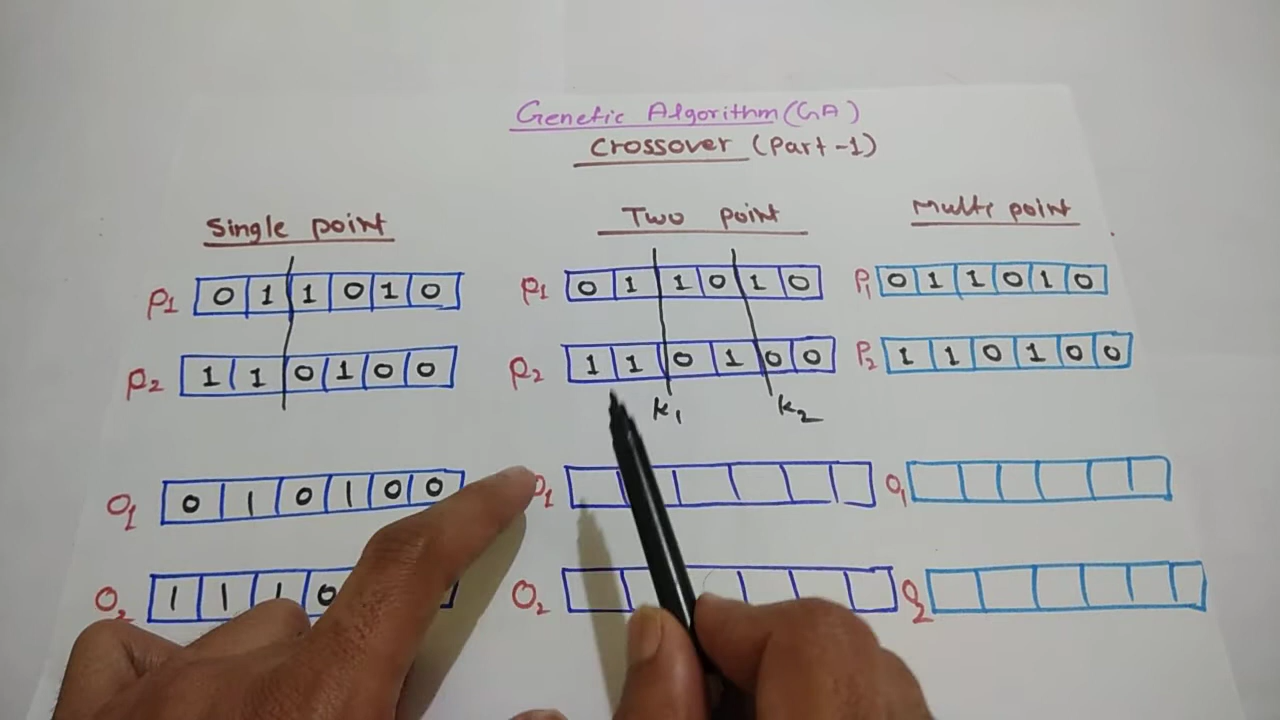 Genetic Algorithm (GA)
Crossover (Part-1)
Single point
P1 0 1 1 0 1 0
P2 1 1 0 1 0 0
O1 0 1 0 1 0 0
O2 1 1 1 0
Two point
P1 0 1 1 0 1 0
P2 1 1 0 1 0 0
K1 K2
O1
O2
Multi point
P1 0 1 1 0 1 0
P2 1 1 0 1 0 0
O1
O2